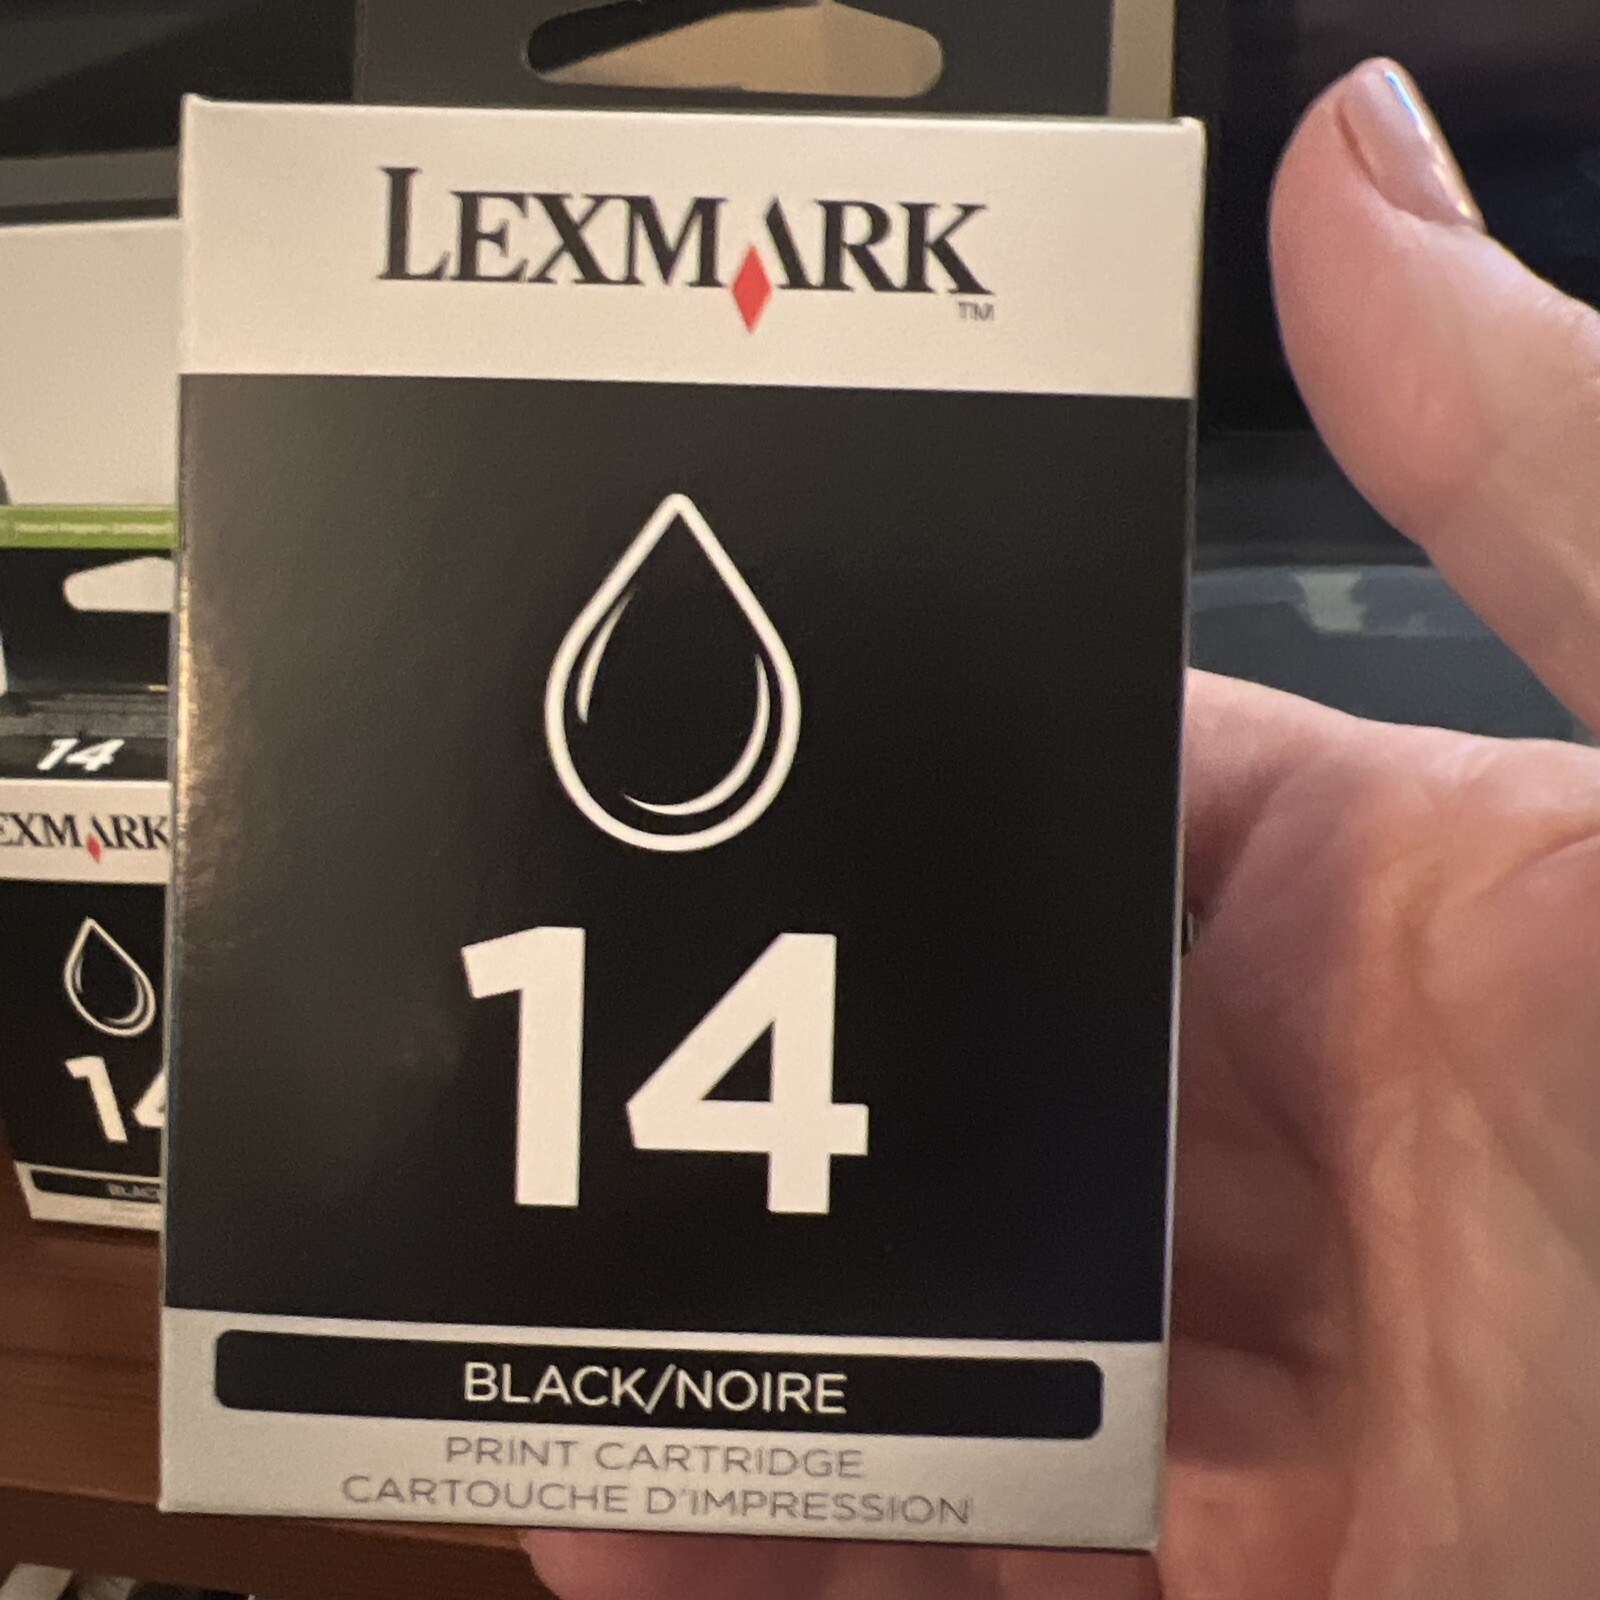 LEXMARK
TM
14
BLACK/NOIRE
PRINT CARTRIDGE
CARTOUCHE D'IMPRESSION
14
EXMARK
14